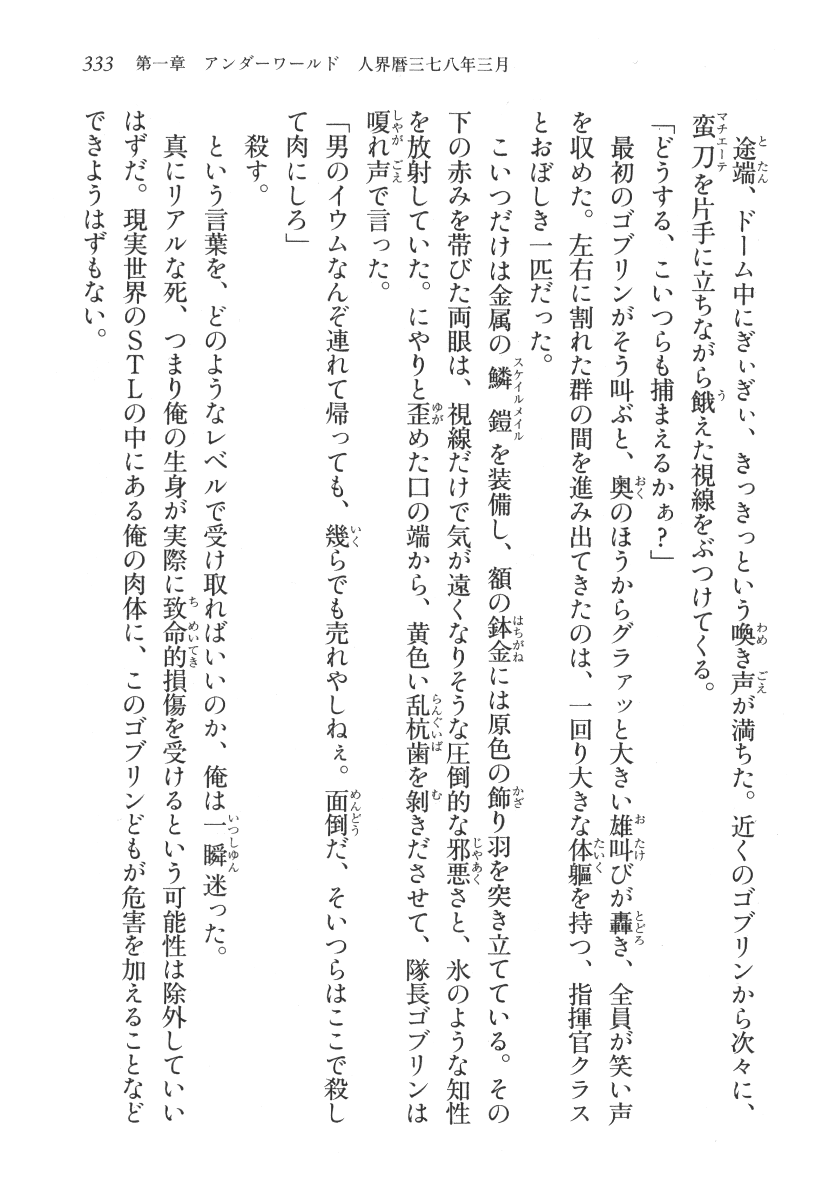 333　第一章　アンダーワールド　人界暦三七八年三月
　途端、ドーム中にぎぃぎぃ、きっきっという喚き声が満ちた。近くのゴブリンから次々に、
蛮刀を片手に立ちながら餓えた視線をぶつけてくる。
「どうする、こいつらも捕まえるかぁ？」
　最初のゴブリンがそう叫ぶと、奥のほうからグラァッと大きい雄叫びが轟き、全員が笑い声
を収めた。左右に割れた群の間を進み出てきたのは、一回り大きな体軀を持つ、指揮官クラス
とおぼしき一匹だった。
　こいつだけは金属の鱗鎧を装備し、額の鉢金には原色の飾り羽を突き立てている。その
下の赤みを帯びた両眼は、視線だけで気が遠くなりそうな圧倒的な邪悪さと、氷のような知性
を放射していた。にやりと歪めた口の端から、黄色い乱杭歯を剝きださせて、隊長ゴブリンは
嗄れ声で言った。
「男のイウムなんぞ連れて帰っても、幾らでも売れやしねぇ。面倒だ、そいつらはここで殺し
て肉にしろ」
　殺す。
　という言葉を、どのようなレベルで受け取ればいいのか、俺は一瞬迷った。
　真にリアルな死、つまり俺の生身が実際に致命的損傷を受けるという可能性は除外していい
はずだ。現実世界のＳＴＬの中にある俺の肉体に、このゴブリンどもが危害を加えることなど
できようはずもない。